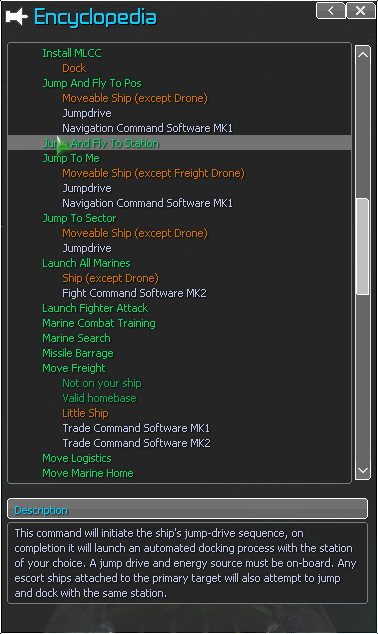 Encyclopedia
Install MLCC
Dock
Jump And Fly To Pos
Moveable Ship (except Drone)
Jumpdrive
Navigation Command Software MK1
Jump And Fly To Station
Jump To Me
Moveable Ship (except Freight Drone)
Jumpdrive
Navigation Command Software MK1
Jump To Sector
Moveable Ship (except Drone)
Jumpdrive
Launch All Marines
Ship (except Drone)
Fight Command Software MK2
Launch Fighter Attack
Marine Combat Training
Marine Search
Missile Barrage
Move Freight
Not on your ship
Valid homebase
Little Ship
Trade Command Software MK1
Trade Command Software MK2
Move Logistics
Move Marine Home
Description
This command will initiate the ship's jump-drive sequence, on
completion it will launch an automated docking process with the station
of your choice. A jump drive and energy source must be on-board. Any
escort ships attached to the primary target will also attempt to jump
and dock with the same station.